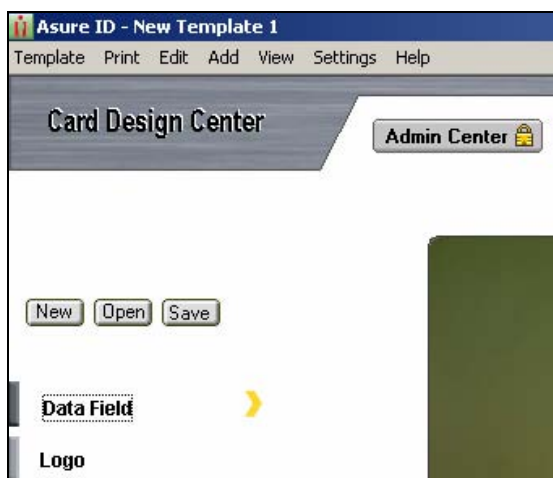 Asure ID - New Template 1
Template Print Edit Add View Settings Help
Card Design Center
Admin Center
New Open Save
Data Field
Logo